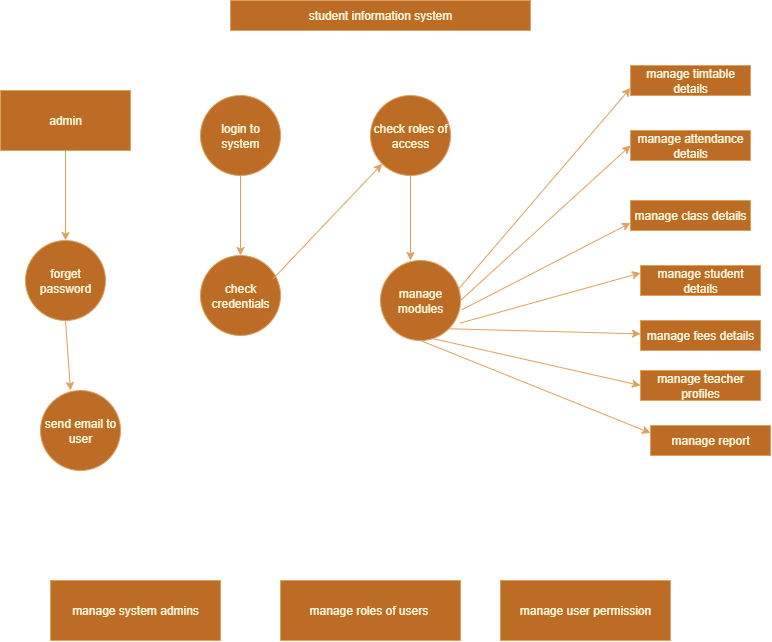 student information system
admin
forget
password
send email to
user
login to
system
check
credentials
check roles of
access
manage
modules
manage timtable
details
manage attendance
details
manage class details
manage student
details
manage fees details
manage teacher
profiles
manage report
manage system admins
manage roles of users
manage user permission